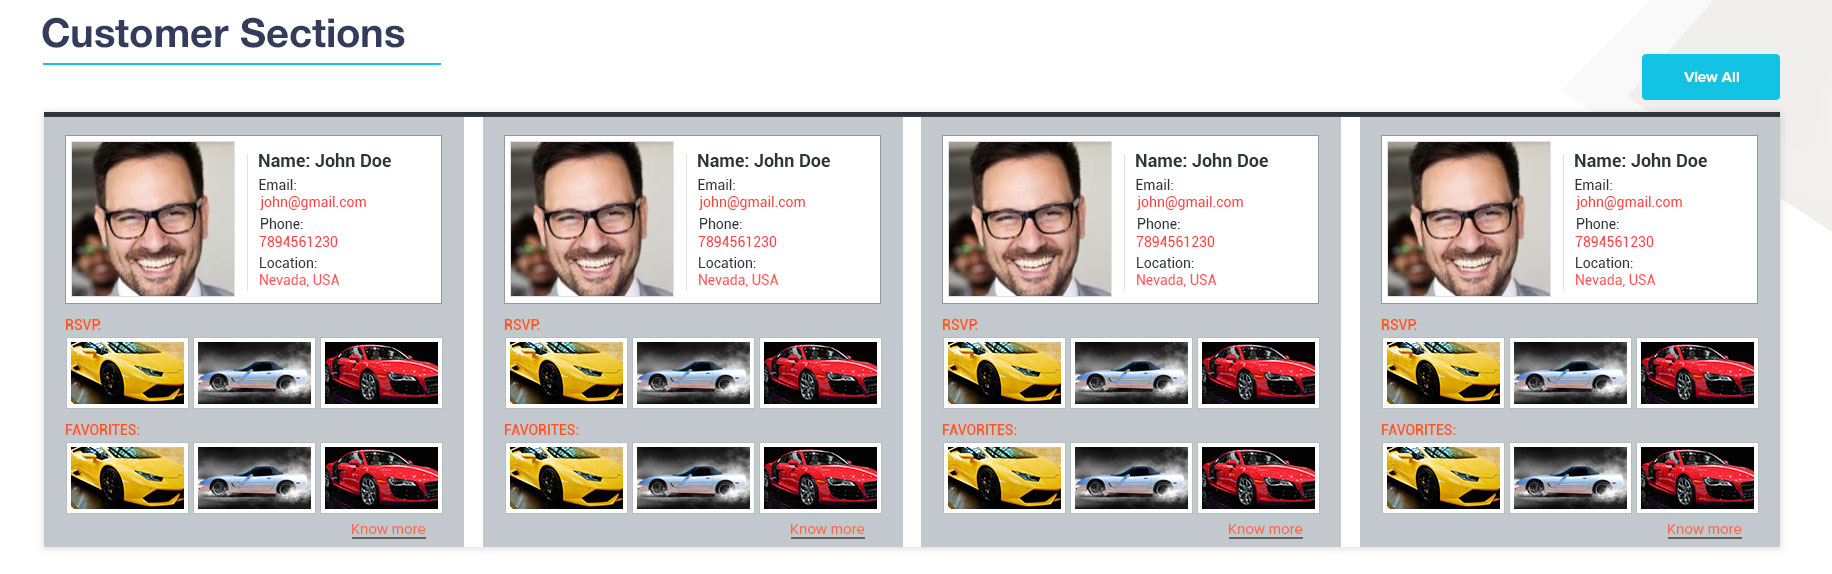 Customer Sections
View All
Name: John Doe
Email:
john@gmail.com
Phone:
7894561230
Location:
Nevada, USA
RSVP.
FAVORITES:
Know more
Name: John Doe
Email:
john@gmail.com
Phone:
7894561230
Location:
Nevada, USA
RSVP.
FAVORITES:
Know more
Name: John Doe
Email:
john@gmail.com
Phone:
7894561230
Location:
Nevada, USA
RSVP.
FAVORITES:
Know more
Name: John Doe
Email:
john@gmail.com
Phone:
7894561230
Location:
Nevada, USA
RSVP.
FAVORITES:
Know more